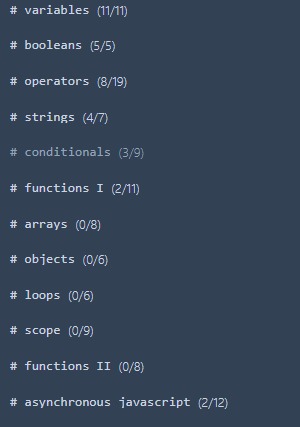 # variables (11/11)
# booleans (5/5)
# operators (8/19)
# strings (4/7)
# conditionals (3/9)
# functions I (2/11)
# arrays (0/8)
# objects (0/6)
# loops (0/6)
# scope (0/9)
# functions II (0/8)
# asynchronous javascript (2/12)